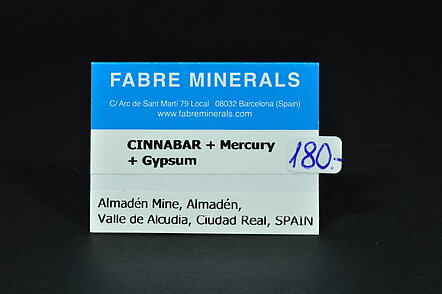 FABRE MINERALS
C/ Arc de Sant Martí 79 Local 08032 Barcelona (Spain)
www.fabreminerals.com
CINNABAR + Mercury
+ Gypsum
180.-
Almadén Mine, Almadén,
Valle de Alcudia, Ciudad Real, SPAIN